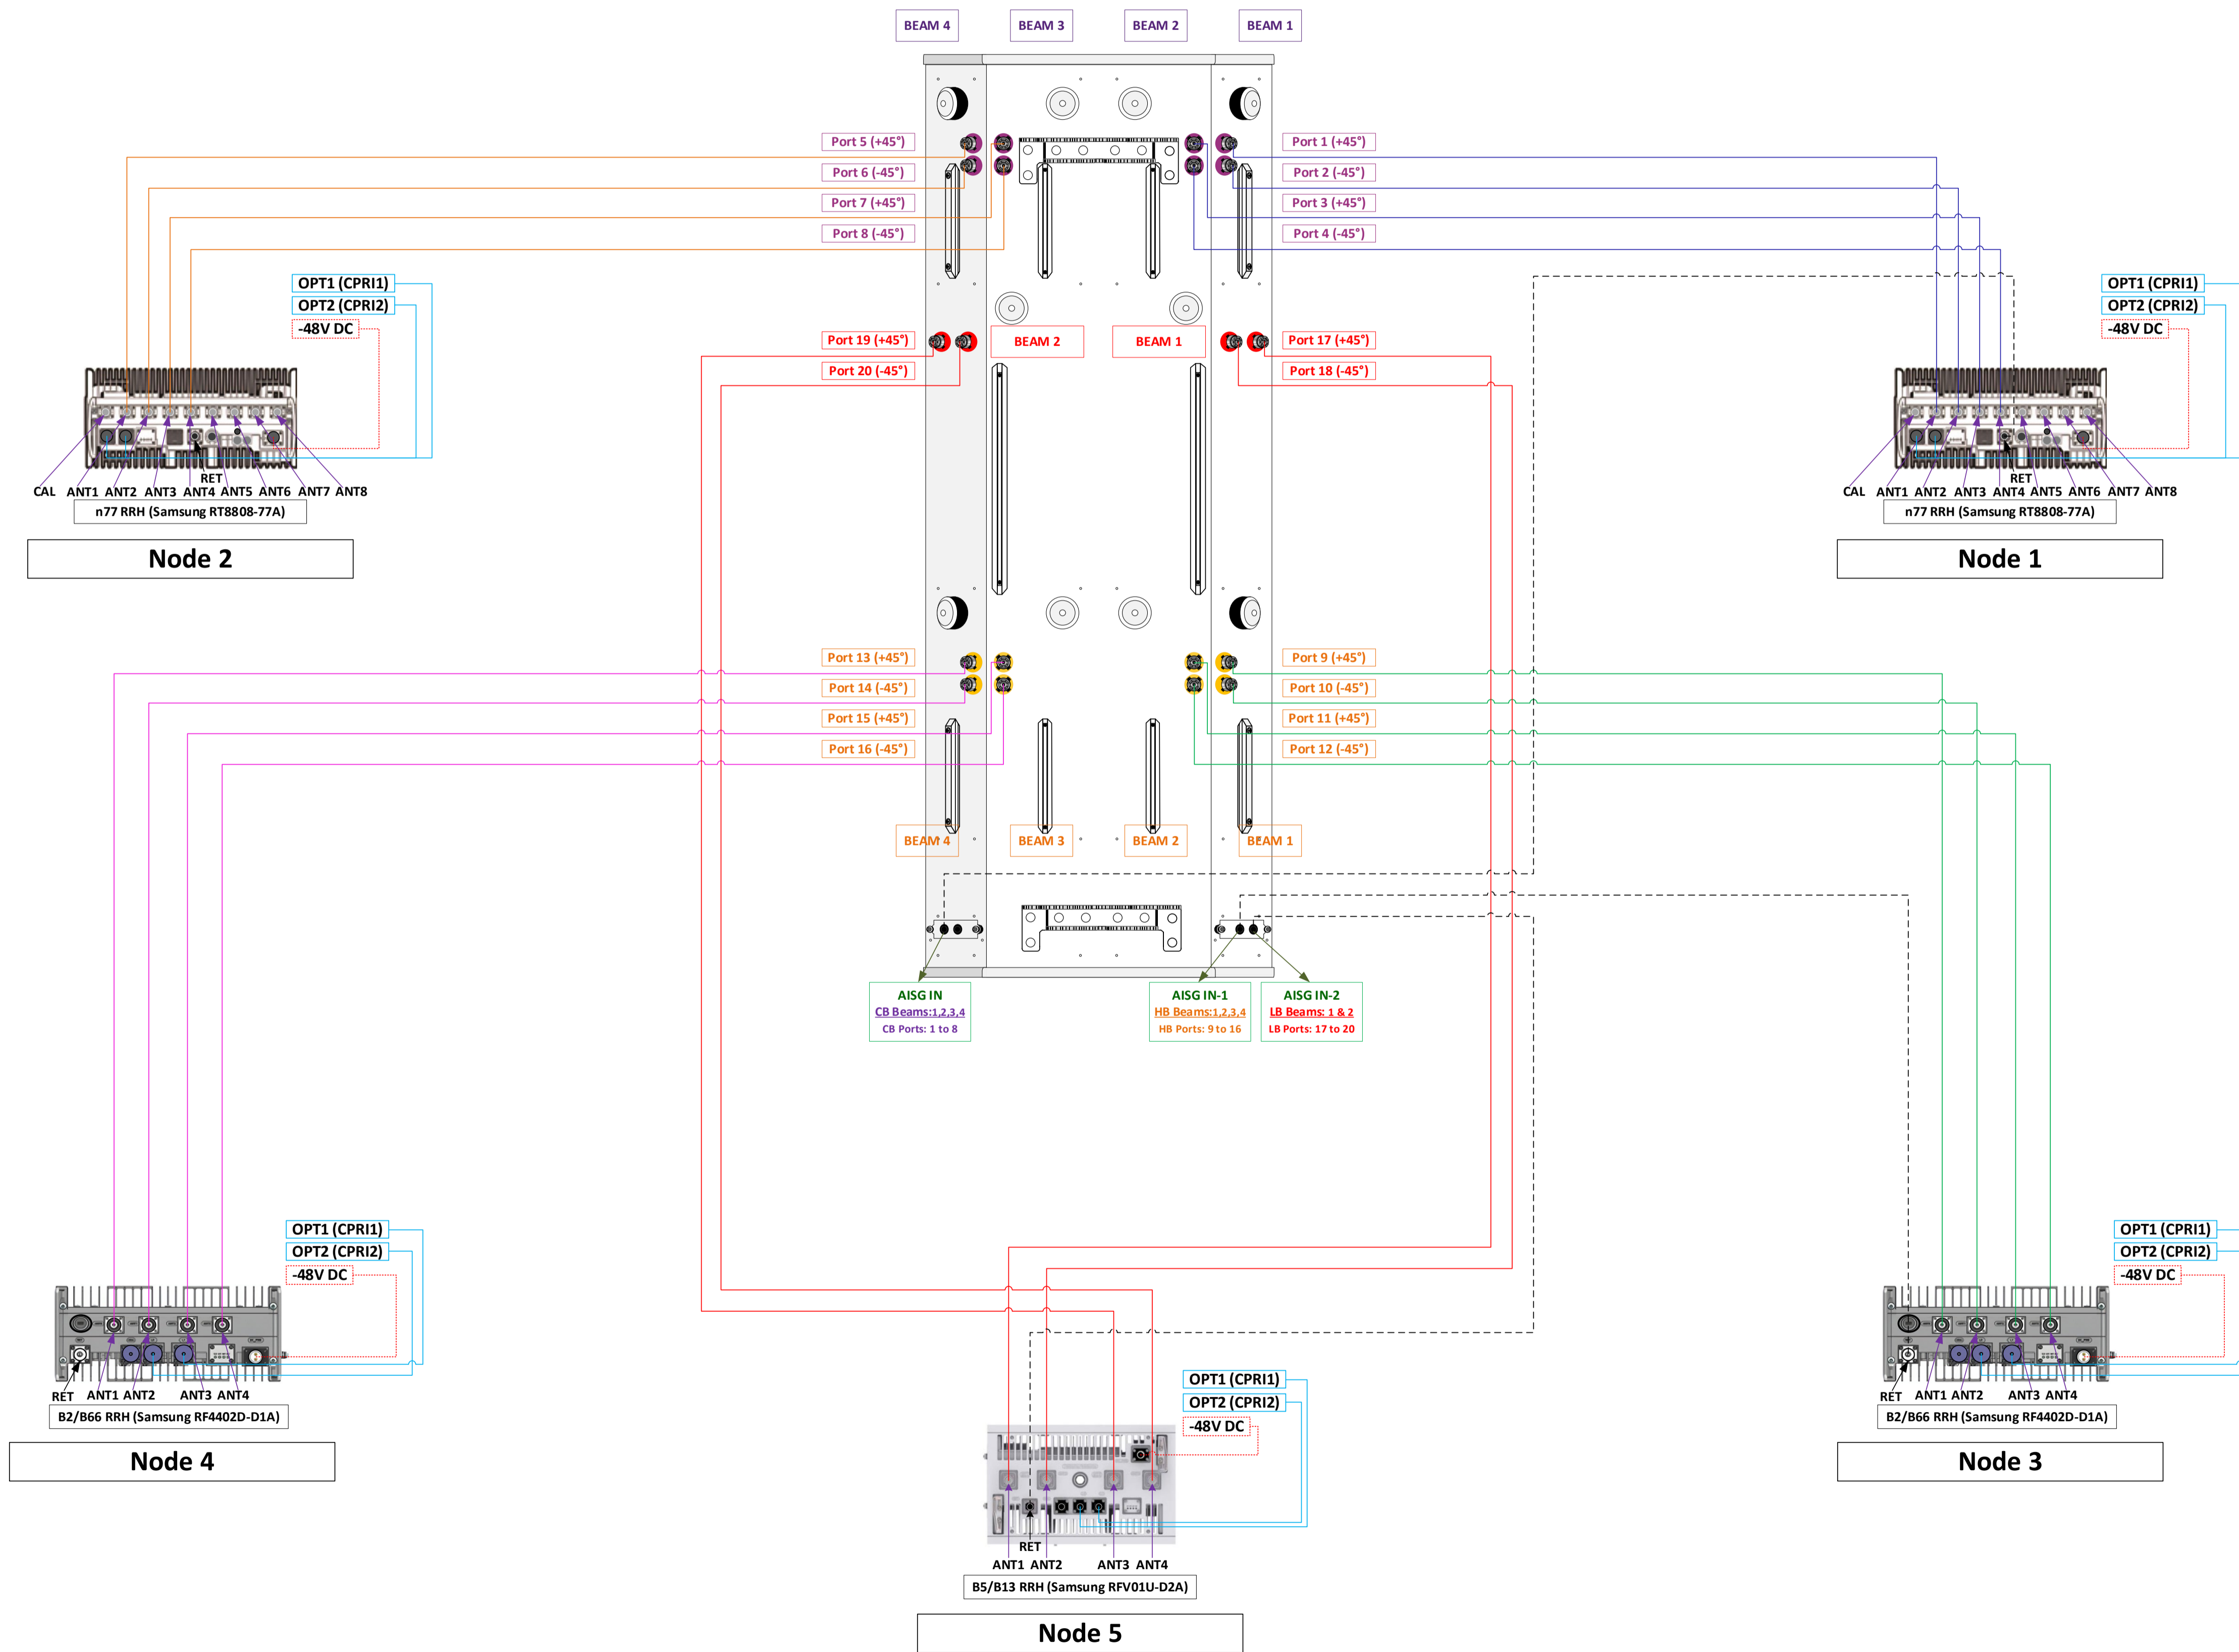 BEAM 4
BEAM 3
BEAM 2
BEAM 1
Port 5 (+45°)
Port 6 (-45°)
Port 7 (+45°)
Port 8 (-45°)
Port 1 (+45°)
Port 2 (-45°)
Port 3 (+45°)
Port 4 (-45°)
OPT1 (CPRI1)
OPT2 (CPRI2)
-48V DC
OPT1 (CPRI1)
OPT2 (CPRI2)
-48V DC
Port 19 (+45°)
Port 20 (-45°)
BEAM 2
BEAM 1
Port 17 (+45°)
Port 18 (-45°)
RET
CAL ANT1 ANT2 ANT3 ANT4 ANT5 ANT6 ANT7 ANT8
n77 RRH (Samsung RT8808-77A)
Node 2
RET
CAL ANT1 ANT2 ANT3 ANT4 ANT5 ANT6 ANT7 ANT8
n77 RRH (Samsung RT8808-77A)
Node 1
Port 13 (+45°)
Port 14 (-45°)
Port 15 (+45°)
Port 16 (-45°)
Port 9 (+45°)
Port 10 (-45°)
Port 11 (+45°)
Port 12 (-45°)
BEAM 4
BEAM 3
BEAM 2
BEAM 1
AISG IN
CB Beams:1,2,3,4
CB Ports: 1 to 8
AISG IN-1
HB Beams:1,2,3,4
HB Ports: 9 to 16
AISG IN-2
LB Beams: 1 & 2
LB Ports: 17 to 20
OPT1 (CPRI1)
OPT2 (CPRI2)
-48V DC
RET ANT1 ANT2 ANT3 ANT4
B2/B66 RRH (Samsung RF4402D-D1A)
Node 4
OPT1 (CPRI1)
OPT2 (CPRI2)
-48V DC
RET ANT1 ANT2 ANT3 ANT4
B2/B66 RRH (Samsung RF4402D-D1A)
Node 3
OPT1 (CPRI1)
OPT2 (CPRI2)
-48V DC
RET
ANT1 ANT2 ANT3 ANT4
B5/B13 RRH (Samsung RFV01U-D2A)
Node 5